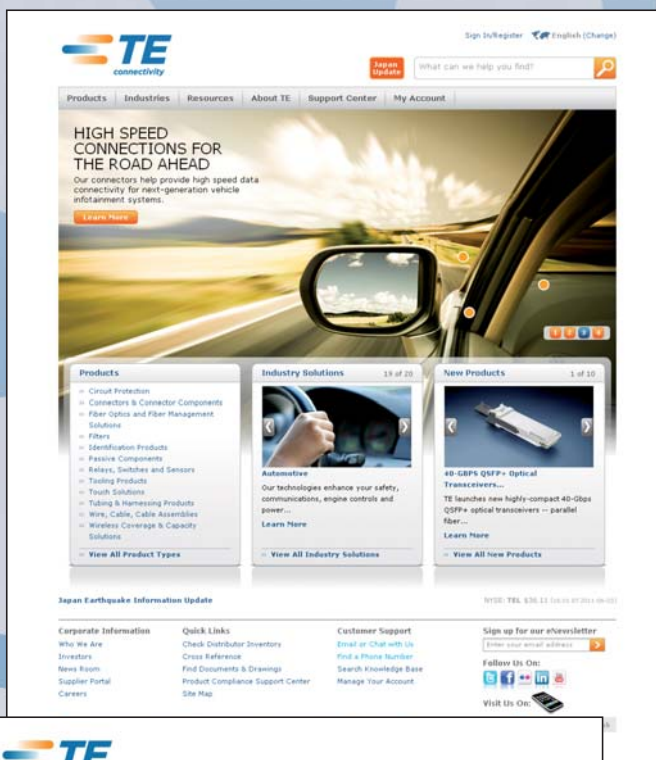 TE
connectivity
Sign In/Register English (Change)
Japan
Update
What can we help you find?
Products Industries Resources About TE Support Center My Account
HIGH SPEED
CONNECTIONS FOR
THE ROAD AHEAD
Our connectors help provide high speed data
connectivity for next-generation vehicle
infotainment systems.
Learn More
1 2 3 4
Products
Circuit Protection
Connectors & Connector Components
Fiber Optics and Fiber Management
Solutions
Filters
Identification Products
Passive Components
Relays, Switches and Sensors
Tooling Products
Touch Solutions
Tubing & Harnessing Products
Wire, Cable, Cable Assemblies
Wireless Coverage & Capacity
Solutions
View All Product Types
Industry Solutions 19 of 20
Automotive
Our technologies enhance your safety,
communications, engine controls and
power...
Learn More
View All Industry Solutions
New Products 1 of 10
40-GBPS QSFP+ Optical
Transceivers...
TE launches new highly-compact 40-Gbps
QSFP+ optical transceivers -- parallel
fiber...
Learn More
View All New Products
Japan Earthquake Information Update
NYSE: TEL $36.11
Corporate Information
Who We Are
Investors
News Room
Supplier Portal
Careers
Quick Links
Check Distributor Inventory
Cross Reference
Find Documents & Drawings
Product Compliance Support Center
Site Map
Customer Support
Email or Chat with Us
Find a Phone Number
Search Knowledge Base
Manage Your Account
Sign up for our eNewsletter
Enter your email address
Follow Us On:
Visit Us On:
TE